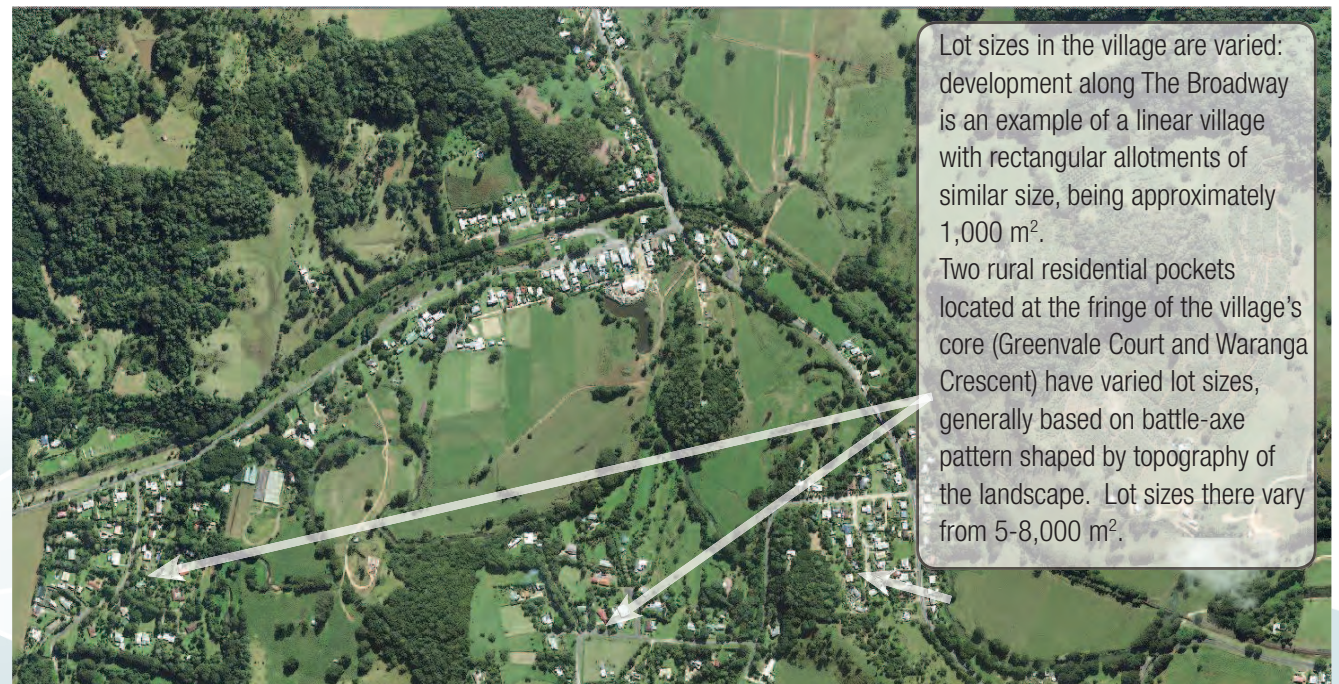 Lot sizes in the village are varied:
development along The Broadway
is an example of a linear village
with rectangular allotments of
similar size, being approximately
1,000 m².
Two rural residential pockets
located at the fringe of the village’s
core (Greenvale Court and Waranga
Crescent) have varied lot sizes,
generally based on battle-axe
pattern shaped by topography of
the landscape.  Lot sizes there vary
from 5-8,000 m².